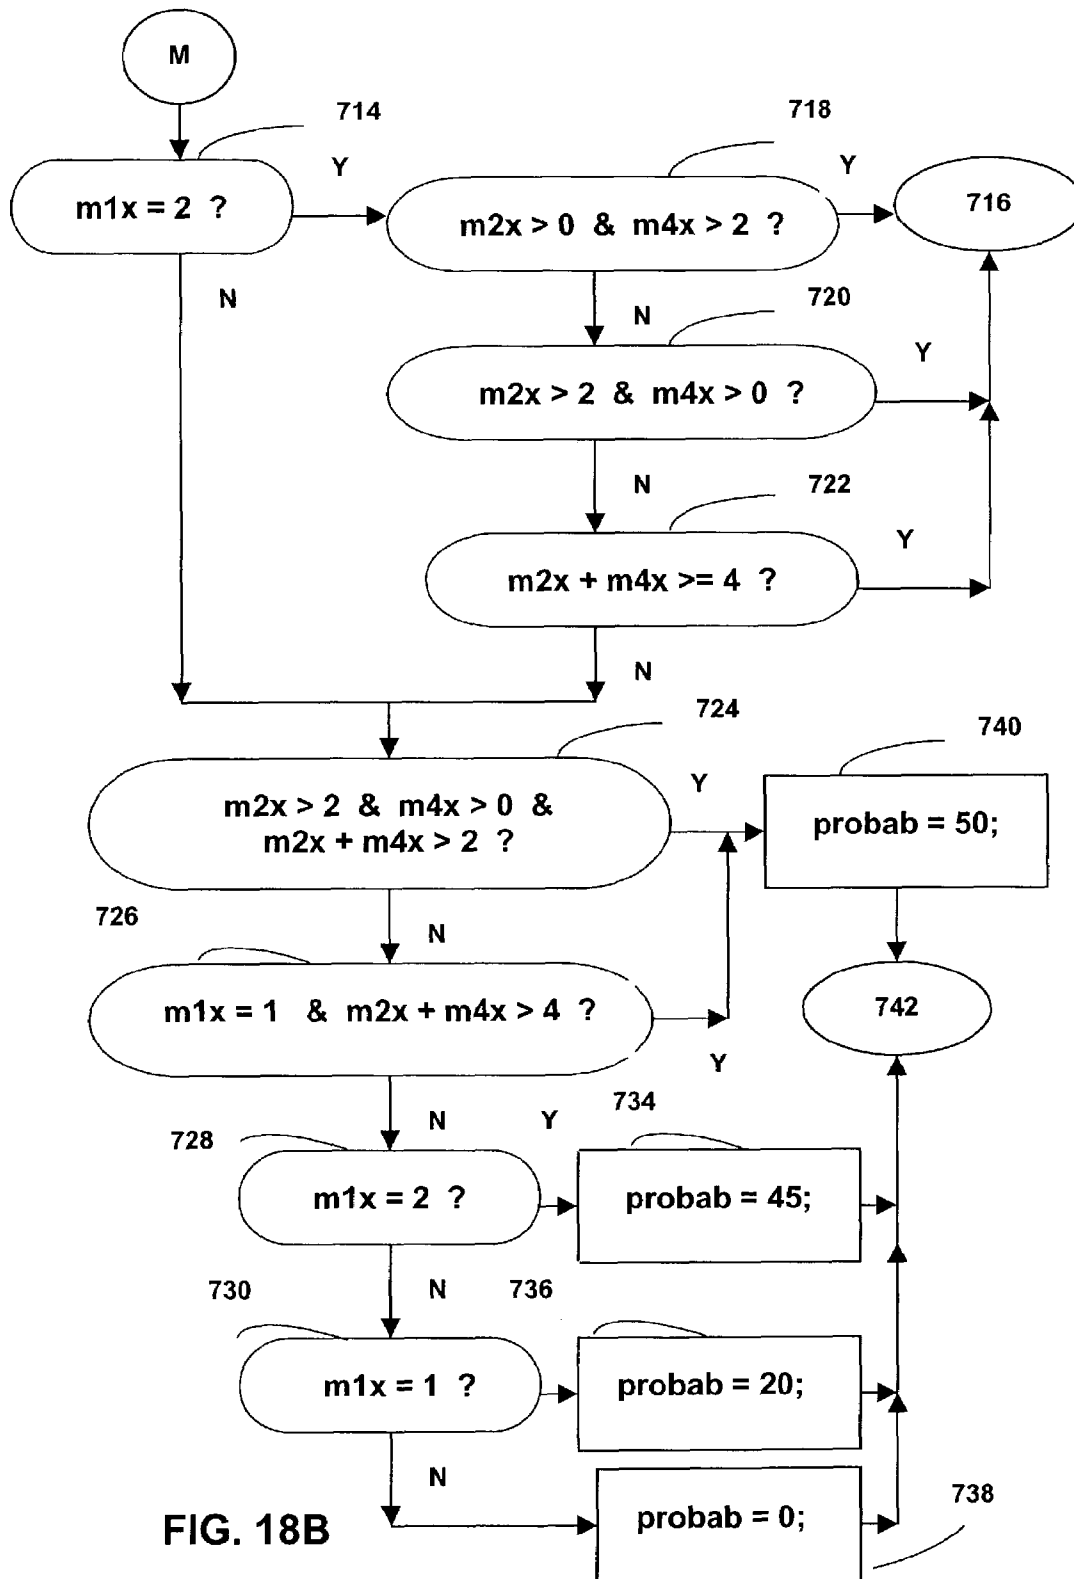 M
714
718
Y
Y
m1x = 2 ?
m2x > 0 & m4x > 2 ?
716
N
720
N
Y
m2x > 2 & m4x > 0 ?
N
722
Y
m2x + m4x >= 4 ?
N
724
740
Y
m2x > 2 & m4x > 0 &
m2x + m4x > 2 ?
probab = 50;
726
N
m1x = 1 & m2x + m4x > 4 ?
742
Y
734
N
Y
728
m1x = 2 ?
probab = 45;
730
N
736
m1x = 1 ?
probab = 20;
N
738
probab = 0;
FIG. 18B